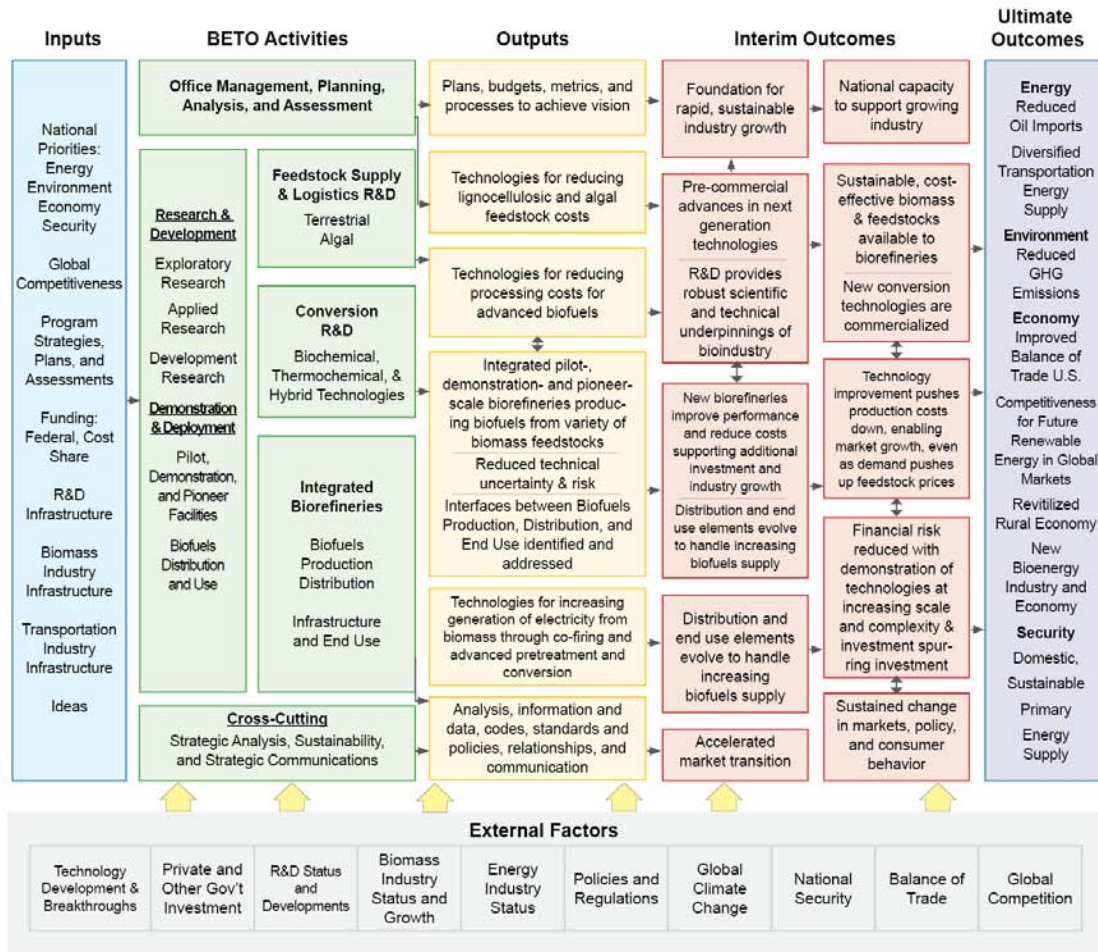 Inputs
BETO Activities
Outputs
Interim Outcomes
Ultimate
Outcomes
National
Priorities:
Energy
Environment
Economy
Security
Global
Competitiveness
Program
Strategies,
Plans, and
Assessments
Funding:
Federal, Cost
Share
R&D
Infrastructure
Biomass
Industry
Infrastructure
Transportation
Industry
Infrastructure
Ideas
Office Management, Planning,
Analysis, and Assessment
Research &
Development
Exploratory
Research
Applied
Research
Development
Research
Demonstration
& Deployment
Pilot,
Demonstration,
and Pioneer
Facilities
Biofuels
Distribution
and Use
Feedstock Supply
& Logistics R&D
Terrestrial
Algal
Conversion
R&D
Biochemical,
Thermochemical, &
Hybrid Technologies
Integrated
Biorefineries
Biofuels
Production
Distribution
Infrastructure
and End Use
Cross-Cutting
Strategic Analysis, Sustainability,
and Strategic Communications
Plans, budgets, metrics, and
processes to achieve vision
Technologies for reducing
lignocellulosic and algal
feedstock costs
Technologies for reducing
processing costs for
advanced biofuels
Integrated pilot-,
demonstration- and pioneer-
scale biorefineries produc-
ing biofuels from variety of
biomass feedstocks
Reduced technical
uncertainty & risk
Interfaces between Biofuels
Production, Distribution, and
End Use identified and
addressed
Technologies for increasing
generation of electricity from
biomass through co-firing and
advanced pretreatment and
conversion
Analysis, information and
data, codes, standards and
policies, relationships, and
communication
Foundation for
rapid, sustainable
industry growth
Pre-commercial
advances in next
generation
technologies
R&D provides
robust scientific
and technical
underpinnings of
bioindustry
New biorefineries
improve performance
and reduce costs
supporting additional
investment and
industry growth
Distribution and end
use elements evolve
to handle increasing
biofuels supply
Distribution and
end use elements
evolve to handle
increasing
biofuels supply
Accelerated
market transition
National capacity
to support growing
industry
Sustainable, cost-
effective biomass
& feedstocks
available to
biorefineries
New conversion
technologies are
commercialized
Technology
improvement pushes
production costs
down, enabling
market growth, even
as demand pushes
up feedstock prices
Financial risk
reduced with
demonstration of
technologies at
increasing scale
and complexity &
investment spur-
ring investment
Sustained change
in markets, policy,
and consumer
behavior
Energy
Reduced
Oil Imports
Diversified
Transportation
Energy
Supply
Environment
Reduced
GHG
Emissions
Economy
Improved
Balance of
Trade U.S.
Competitiveness
for Future
Renewable
Energy in Global
Markets
Revitilized
Rural Economy
New
Bioenergy
Industry and
Economy
Security
Domestic,
Sustainable
Primary
Energy
Supply
External Factors
Technology
Development &
Breakthroughs
Private and
Other Gov't
Investment
R&D Status
and
Developments
Biomass
Industry
Status and
Growth
Energy
Industry
Status
Policies and
Regulations
Global
Climate
Change
National
Security
Balance of
Trade
Global
Competition